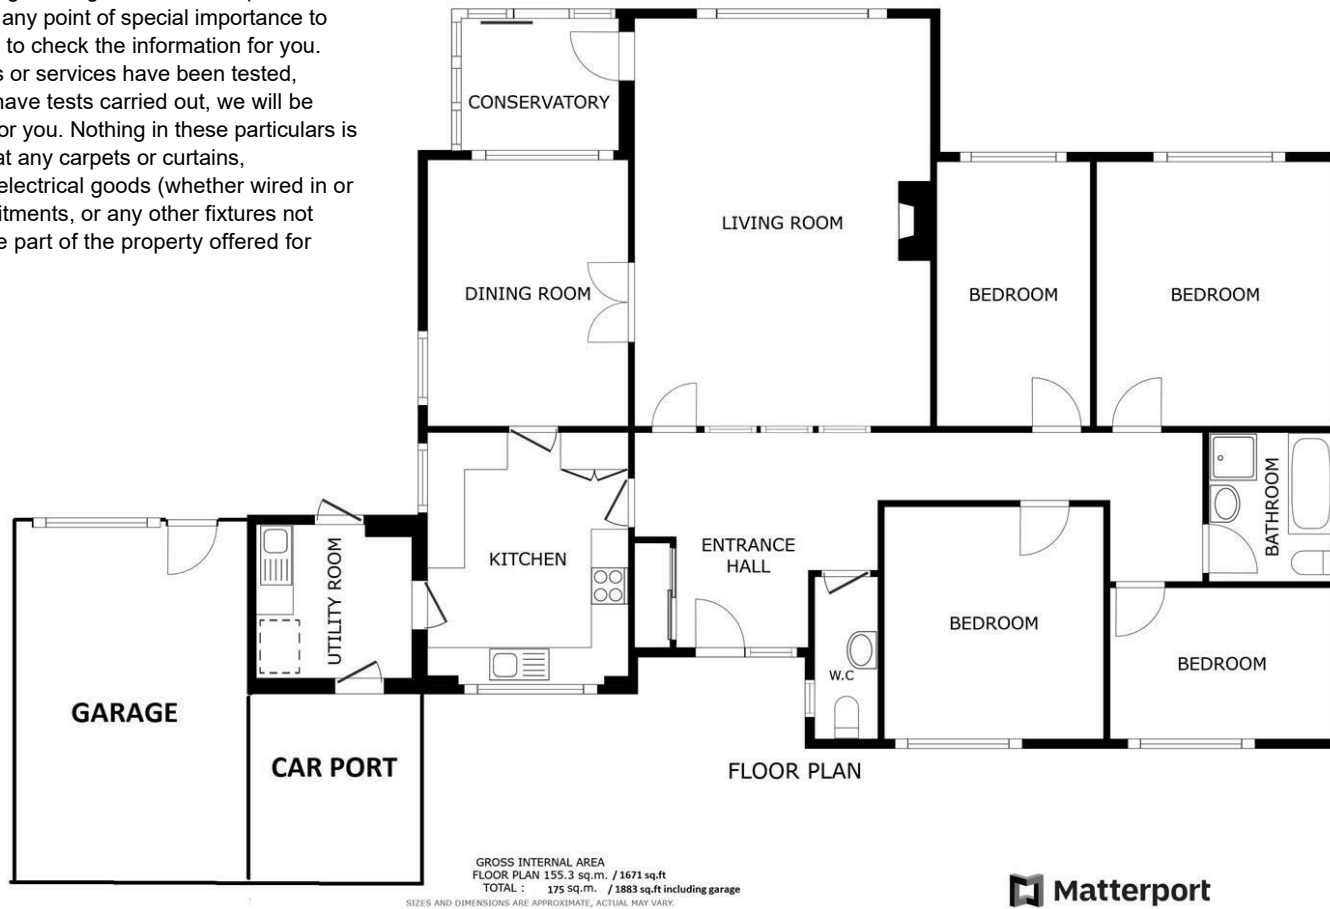 any point of special importance to
to check the information for you.
or services have been tested,
have tests carried out, we will be
for you. Nothing in these particulars is
at any carpets or curtains,
electrical goods (whether wired in or
fitments, or any other fixtures not
part of the property offered for
CONSERVATORY
LIVING ROOM
DINING ROOM
BEDROOM
BEDROOM
KITCHEN
ENTRANCE
HALL
BATHROOM
UTILITY ROOM
BEDROOM
BEDROOM
W.C
GARAGE
CAR PORT
FLOOR PLAN
GROSS INTERNAL AREA
FLOOR PLAN 155.3 sq.m. / 1671 sq.ft
TOTAL : 175 sq.m. / 1883 sq.ft including garage
SIZES AND DIMENSIONS ARE APPROXIMATE, ACTUAL MAY VARY.
Matterport